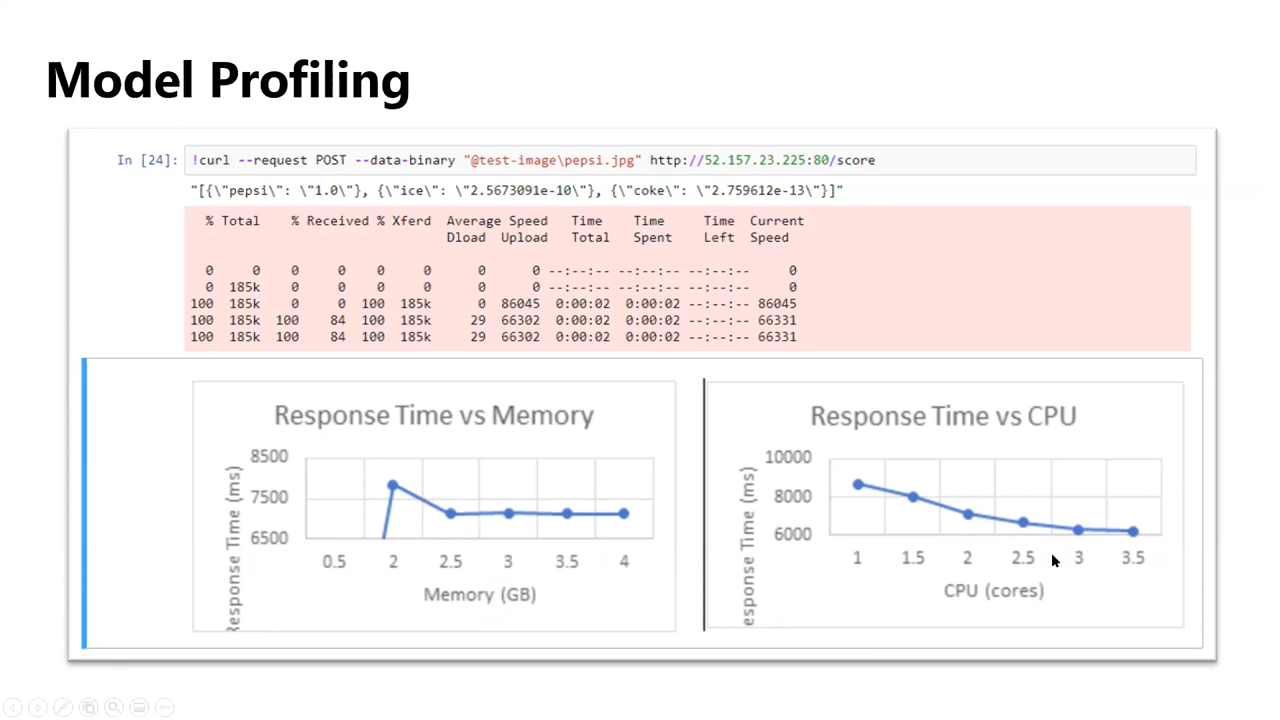 Model Profiling
In [24]: !curl --request POST --data-binary "@test-image\pepsi.jpg" http://52.157.23.225:80/score
"[{\"pepsi\": \"1.0\"}, {\"ice\": \"2.5673091e-10\"}, {\"coke\": \"2.759612e-13\"}]"
% Total % Received % Xferd Average Speed Time Time Time Current
Dload Upload Total Spent Left Speed
0 0 0 0 0 0 0 0 --:--:-- --:--:-- --:--:-- 0
0 185k 0 0 0 0 0 0 --:--:-- --:--:-- --:--:-- 0
100 185k 0 0 100 185k 0 86045 0:00:02 0:00:02 --:--:-- 86045
100 185k 100 84 100 185k 29 66302 0:00:02 0:00:02 --:--:-- 66331
100 185k 100 84 100 185k 29 66302 0:00:02 0:00:02 --:--:-- 66331
Response Time vs Memory
Response Time (ms)
8500
7500
6500
0.5 2 2.5 3 3.5 4
Memory (GB)
Response Time vs CPU
esponse Time (ms)
10000
8000
6000
1 1.5 2 2.5 3 3.5
CPU (cores)